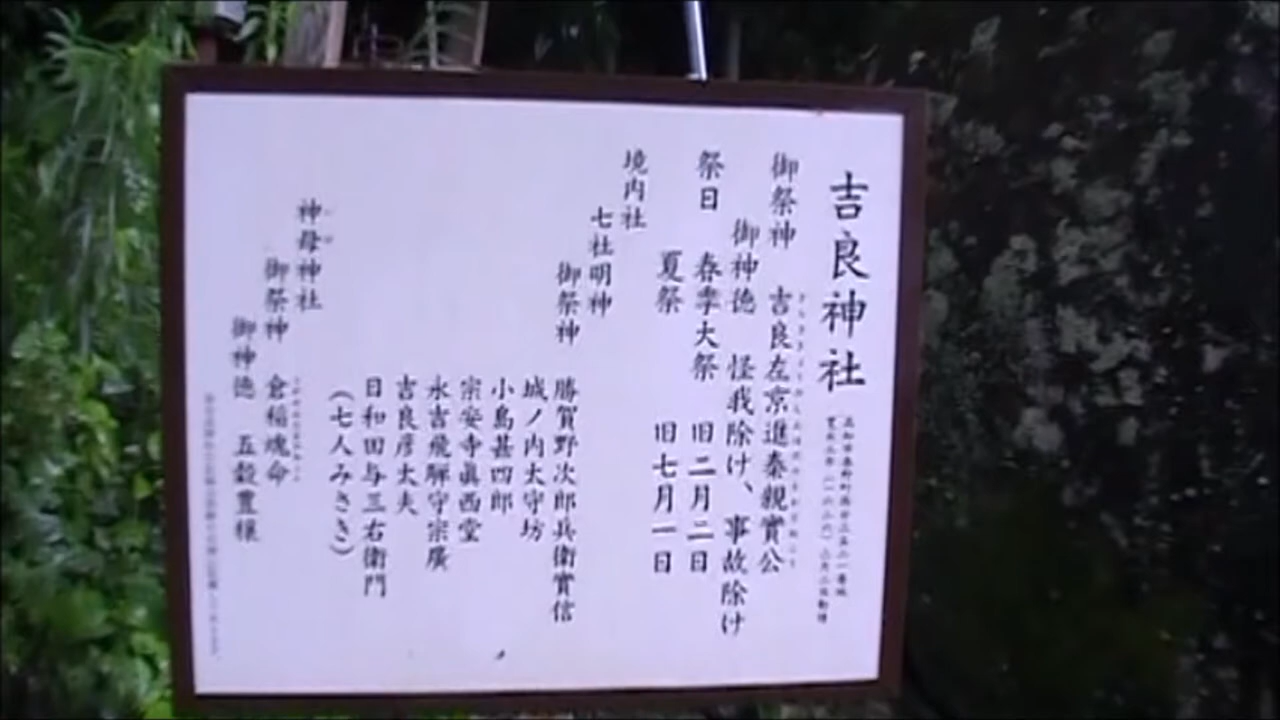 吉良神社
御祭神 吉良左京進秦親實公
御神徳 怪我除け、事故除け
祭日 春季大祭 旧二月二日
夏祭 旧七月一日
境内社
七社明神
御祭神 勝賀野次郎兵衛實信
城ノ内大守坊
小島甚四郎
宗安寺眞西堂
永吉飛騨守宗廣
吉良彦太夫
日和田与三右衛門
(七人みさき)
神母神社
御祭神 倉稲魂命
御神徳 五穀豊穣